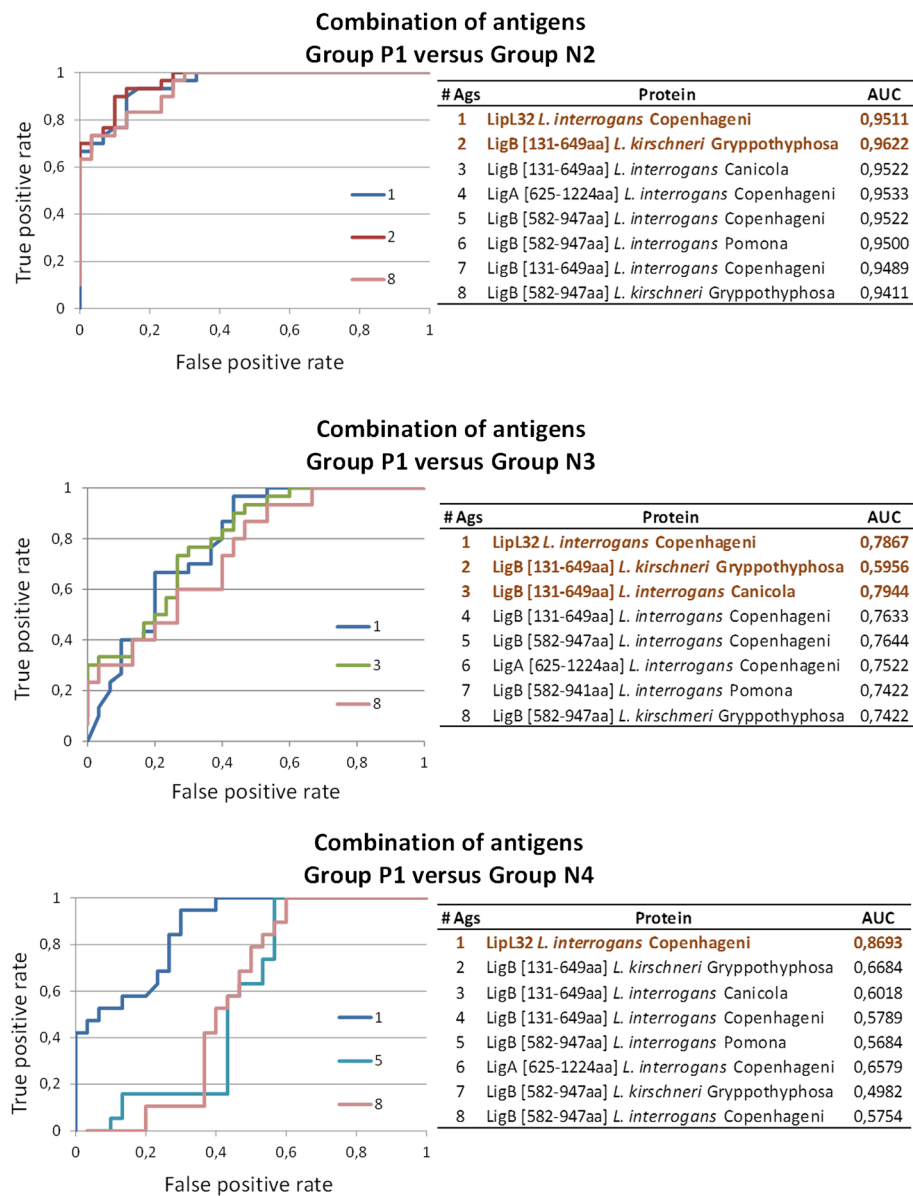 Combination of antigens
Group P1 versus Group N2
True positive rate
1
0,8
0,6
0,4
0,2
0
0 0,2 0,4 0,6 0,8 1
False positive rate
1
2
8
# Ags Protein AUC
1 LipL32 L. interrogans Copenhageni 0,9511
2 LigB [131-649aa] L. kirschneri Gryppothyphosa 0,9622
3 LigB [131-649aa] L. interrogans Canicola 0,9522
4 LigA [625-1224aa] L. interrogans Copenhageni 0,9533
5 LigB [582-947aa] L. interrogans Copenhageni 0,9522
6 LigB [582-947aa] L. interrogans Pomona 0,9500
7 LigB [131-649aa] L. interrogans Copenhageni 0,9489
8 LigB [582-947aa] L. kirschneri Gryppothyphosa 0,9411
Combination of antigens
Group P1 versus Group N3
True positive rate
1
0,8
0,6
0,4
0,2
0
0 0,2 0,4 0,6 0,8 1
False positive rate
1
3
8
# Ags Protein AUC
1 LipL32 L. interrogans Copenhageni 0,7867
2 LigB [131-649aa] L. kirschneri Gryppothyphosa 0,5956
3 LigB [131-649aa] L. interrogans Canicola 0,7944
4 LigB [131-649aa] L. interrogans Copenhageni 0,7633
5 LigB [582-947aa] L. interrogans Copenhageni 0,7644
6 LigA [625-1224aa] L. interrogans Copenhageni 0,7522
7 LigB [582-941aa] L. interrogans Pomona 0,7422
8 LigB [582-947aa] L. kirschmeri Gryppothyphosa 0,7422
Combination of antigens
Group P1 versus Group N4
True positive rate
1
0,8
0,6
0,4
0,2
0
0 0,2 0,4 0,6 0,8 1
False positive rate
1
5
8
# Ags Protein AUC
1 LipL32 L. interrogans Copenhageni 0,8693
2 LigB [131-649aa] L. kirschneri Gryppothyphosa 0,6684
3 LigB [131-649aa] L. interrogans Canicola 0,6018
4 LigB [131-649aa] L. interrogans Copenhageni 0,5789
5 LigB [582-947aa] L. interrogans Pomona 0,5684
6 LigA [625-1224aa] L. interrogans Copenhageni 0,6579
7 LigB [582-947aa] L. kirschneri Gryppothyphosa 0,4982
8 LigB [582-947aa] L. interrogans Copenhageni 0,5754